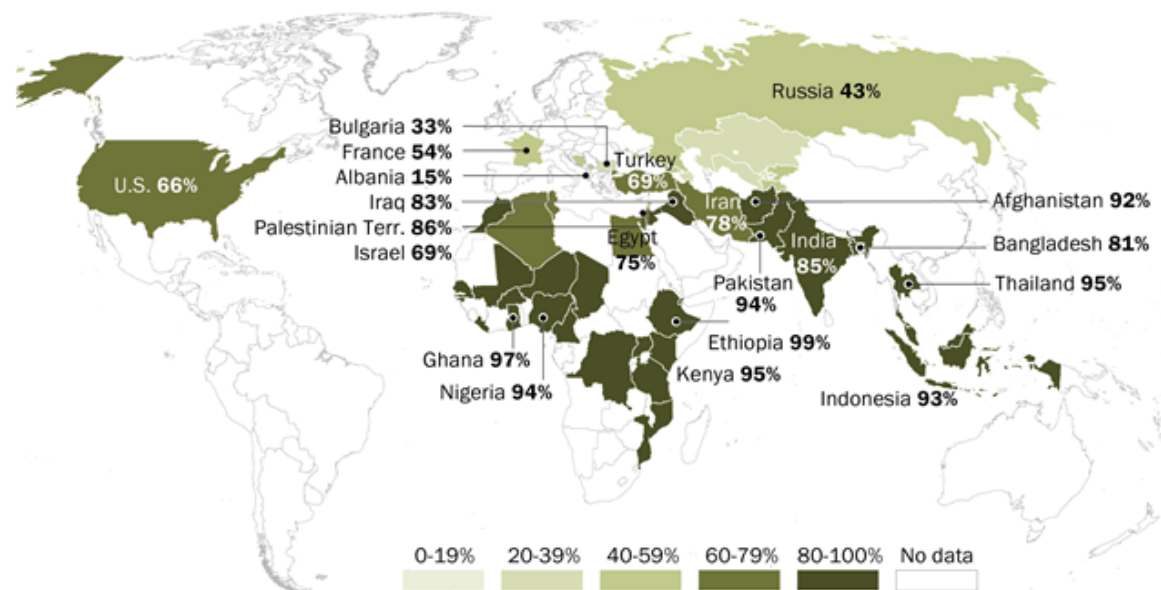 Russia 43%
Bulgaria 33%
France 54%
Albania 15%
Iraq 83%
Palestinian Terr. 86%
Israel 69%
U.S. 66%
Turkey
69%
Iran
78%
Egypt
75%
India
85%
Afghanistan 92%
Bangladesh 81%
Thailand 95%
Pakistan
94%
Ethiopia 99%
Kenya 95%
Ghana 97%
Nigeria 94%
Indonesia 93%
0-19% 20-39% 40-59% 60-79% 80-100% No data